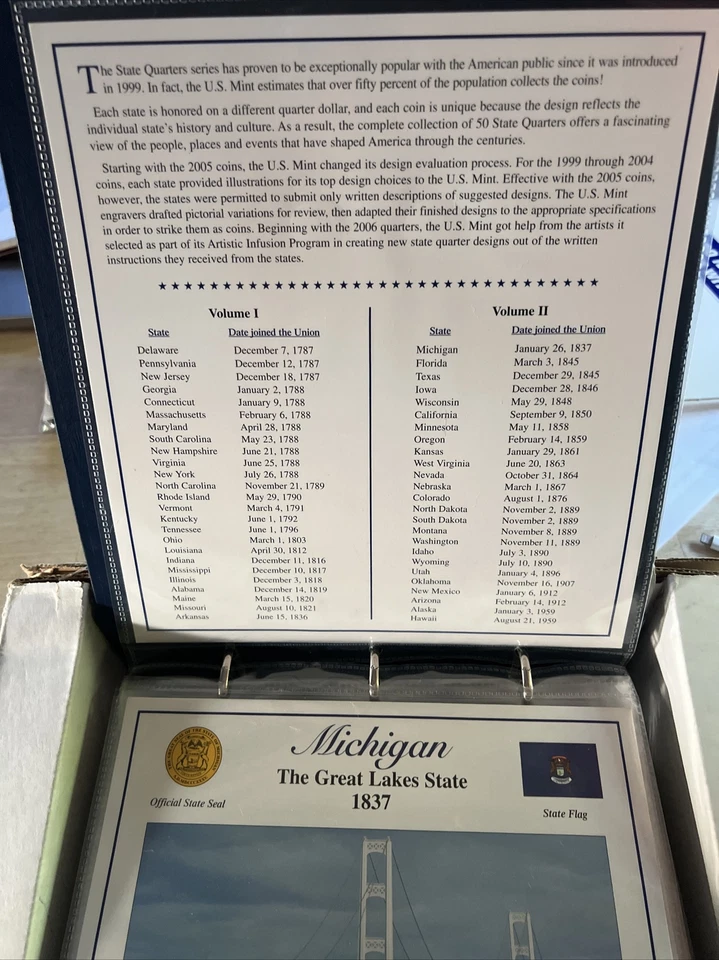 The State Quarters series has proven to be exceptionally popular with the American public since it was introduced
in 1999. In fact, the U.S. Mint estimates that over fifty percent of the population collects the coins!
Each state is honored on a different quarter dollar, and each coin is unique because the design reflects the
individual state's history and culture. As a result, the complete collection of 50 State Quarters offers a fascinating
view of the people, places and events that have shaped America through the centuries.
Starting with the 2005 coins, the U.S. Mint changed its design evaluation process. For the 1999 through 2004
coins, each state provided illustrations for its top design choices to the U.S. Mint. Effective with the 2005 coins,
however, the states were permitted to submit only written descriptions of suggested designs. The U.S. Mint
engravers drafted pictorial variations for review, then adapted their finished designs to the appropriate specifications
in order to strike them as coins. Beginning with the 2006 quarters, the U.S. Mint got help from the artists it
selected as part of its Artistic Infusion Program in creating new state quarter designs out of the written
instructions they received from the states.
Volume I
State Date joined the Union
Delaware December 7, 1787
Pennsylvania December 12, 1787
New Jersey December 18, 1787
Georgia January 2, 1788
Connecticut January 9, 1788
Massachusetts February 6, 1788
Maryland April 28, 1788
South Carolina May 23, 1788
New Hampshire June 21, 1788
Virginia June 25, 1788
New York July 26, 1788
North Carolina November 21, 1789
Rhode Island May 29, 1790
Vermont March 4, 1791
Kentucky June 1, 1792
Tennessee June 1, 1796
Ohio March 1, 1803
Louisiana April 30, 1812
Indiana December 11, 1816
Mississippi December 10, 1817
Illinois December 3, 1818
Alabama December 14, 1819
Maine March 15, 1820
Missouri August 10, 1821
Arkansas June 15, 1836
Volume II
State Date joined the Union
Michigan January 26, 1837
Florida March 3, 1845
Texas December 29, 1845
Iowa December 28, 1846
Wisconsin May 29, 1848
California September 9, 1850
Minnesota May 11, 1858
Oregon February 14, 1859
Kansas January 29, 1861
West Virginia June 20, 1863
Nevada October 31, 1864
Nebraska March 1, 1867
Colorado August 1, 1876
North Dakota November 2, 1889
South Dakota November 2, 1889
Montana November 8, 1889
Washington November 11, 1889
Idaho July 3, 1890
Wyoming July 10, 1890
Utah January 4, 1896
Oklahoma November 16, 1907
New Mexico January 6, 1912
Arizona February 14, 1912
Alaska January 3, 1959
Hawaii August 21, 1959
Michigan
The Great Lakes State
1837
Official State Seal
State Flag